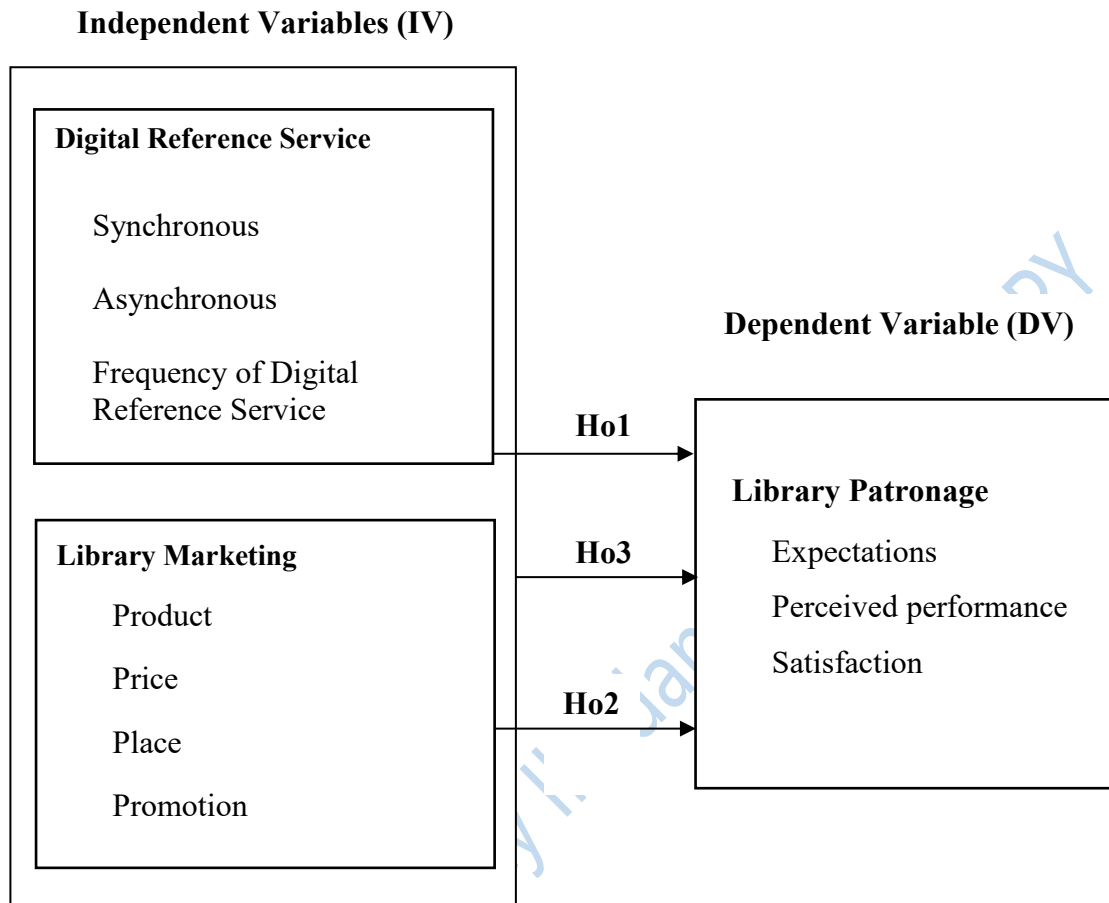 Independent Variables (IV)
Digital Reference Service
Synchronous
Asynchronous
Frequency of Digital
Reference Service
Library Marketing
Product
Price
Place
Promotion
Ho1
Ho3
Ho2
Dependent Variable (DV)
Library Patronage
Expectations
Perceived performance
Satisfaction